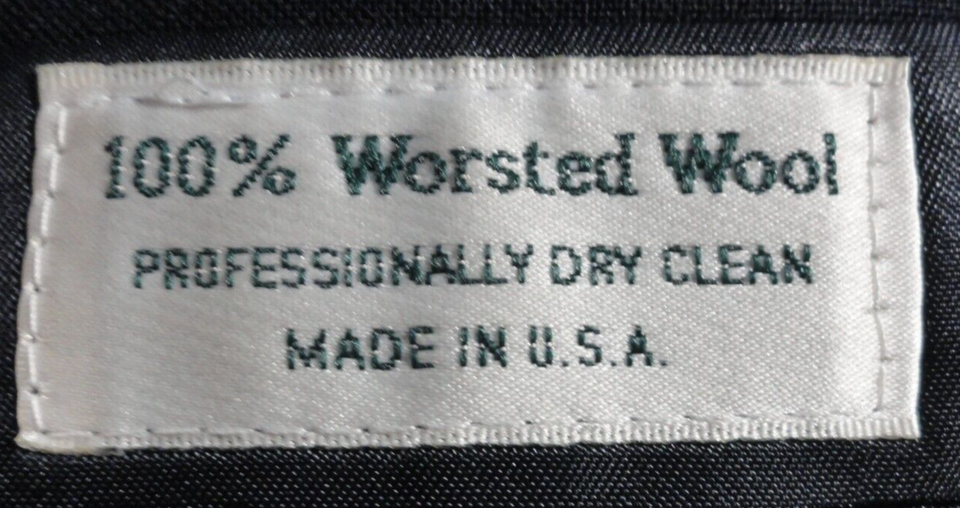 100% Worsted Wool
PROFESSIONALLY DRY CLEAN
MADE IN U.S.A.